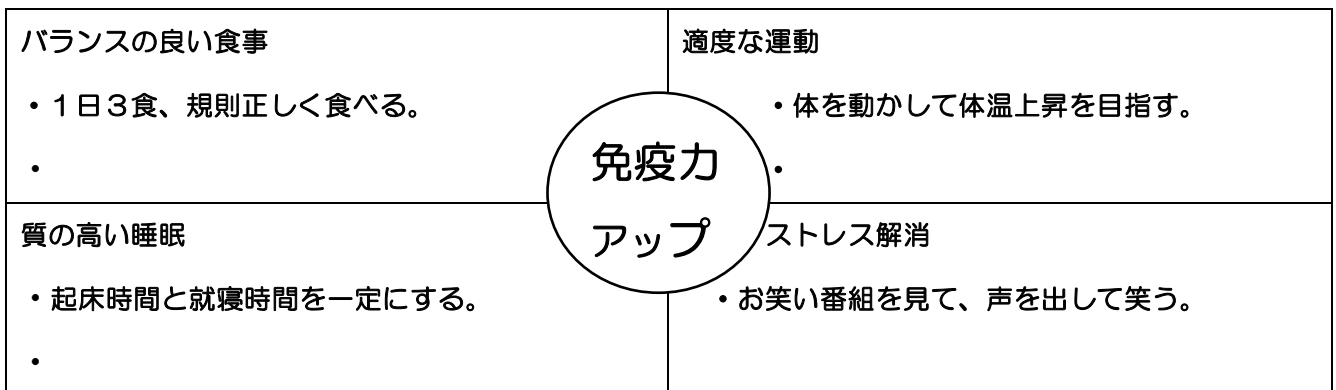 バランスの良い食事
・１日３食、規則正しく食べる。
・
適度な運動
・体を動かして体温上昇を目指す。
・
免疫力
アップ
質の高い睡眠
・起床時間と就寝時間を一定にする。
・
ストレス解消
・お笑い番組を見て、声を出して笑う。